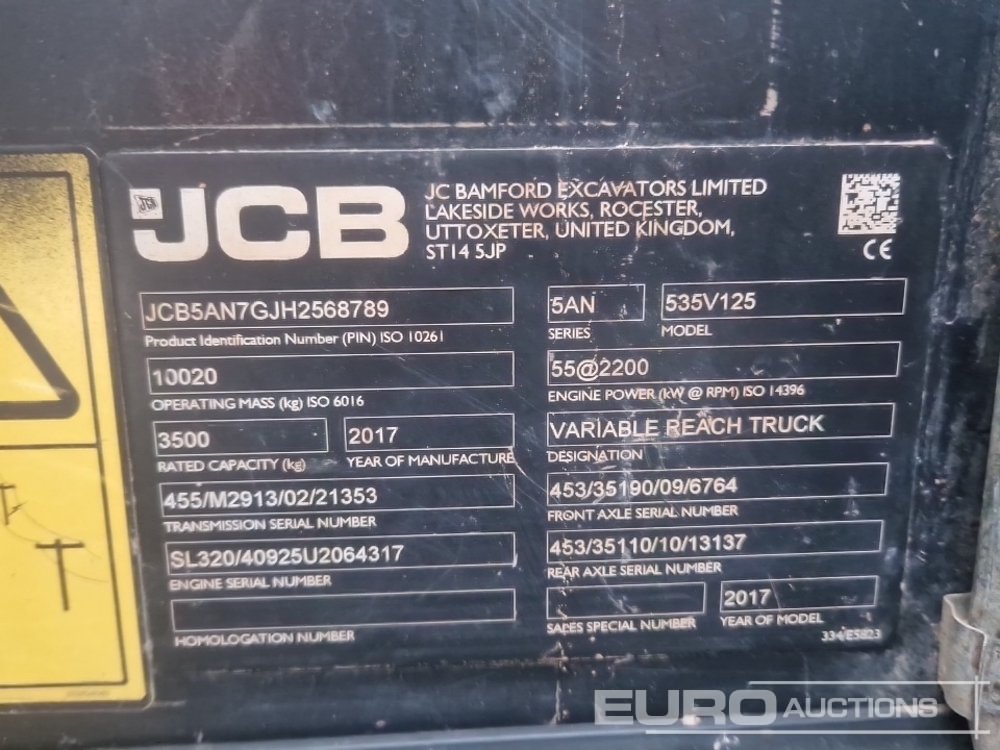 JCB
JC BAMFORD EXCAVATORS LIMITED
LAKESIDE WORKS, ROCESTER,
UTTOXETER, UNITED KINGDOM,
ST14 5JP
CE
JCB5AN7GJH2568789
Product Identification Number (PIN) ISO 10261
5AN
SERIES
535V125
MODEL
10020
OPERATING MASS (kg) ISO 6016
55@2200
ENGINE POWER (kW @ RPM) ISO 14396
3500
RATED CAPACITY (kg)
2017
YEAR OF MANUFACTURE
VARIABLE REACH TRUCK
DESIGNATION
455/M2913/02/21353
TRANSMISSION SERIAL NUMBER
453/35190/09/6764
FRONT AXLE SERIAL NUMBER
SL320/40925U2064317
ENGINE SERIAL NUMBER
453/35110/10/13137
REAR AXLE SERIAL NUMBER
HOMOLOGATION NUMBER
SALES SPECIAL NUMBER
2017
YEAR OF MODEL
334/E5823
EURO AUCTIONS